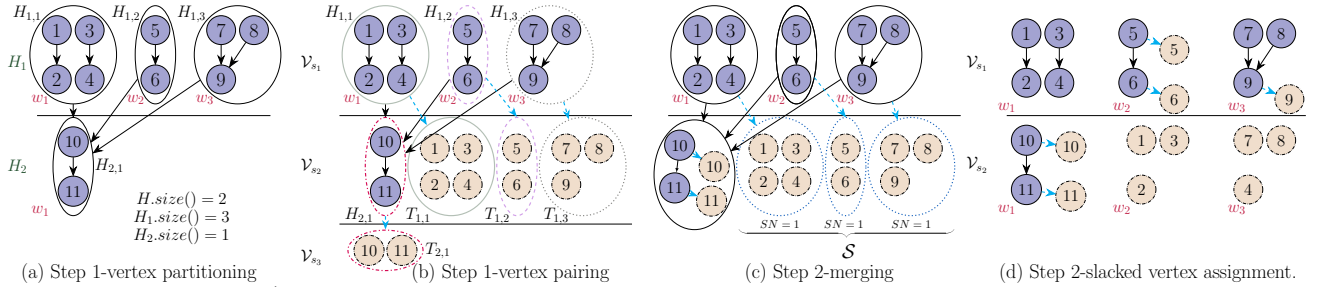 H1,1 H1,2 H1,3
1 3 5 7 8
H1
2 4 6 9
w1 w2 w3
10
H2
H2,1
11
w1
H.size() = 2
H1.size() = 3
H2.size() = 1
(a) Step 1-vertex partitioning
H1,1 H1,2 H1,3
1 3 5 7 8
𝒱s1
2 4 6 9
w1 w2 w3
10 1 3 5 7 8
𝒱s2
11 2 4 6 9
H2,1 T1,1 T1,2 T1,3
𝒱s3
10 11 T2,1
(b) Step 1-vertex pairing
1 3 5 7 8
2 4 6 9
w1 w2 w3
10 10 1 3 5 7 8
11 11 2 4 6 9
SN = 1 SN = 1 SN = 1
𝒮
(c) Step 2-merging
1 3 5 5 7 8
𝒱s1
2 4 6 6 9 9
w1 w2 w3
10 10 1 3 7 8
𝒱s2
11 11 2 4
w1 w2 w3
(d) Step 2-slacked vertex assignment.